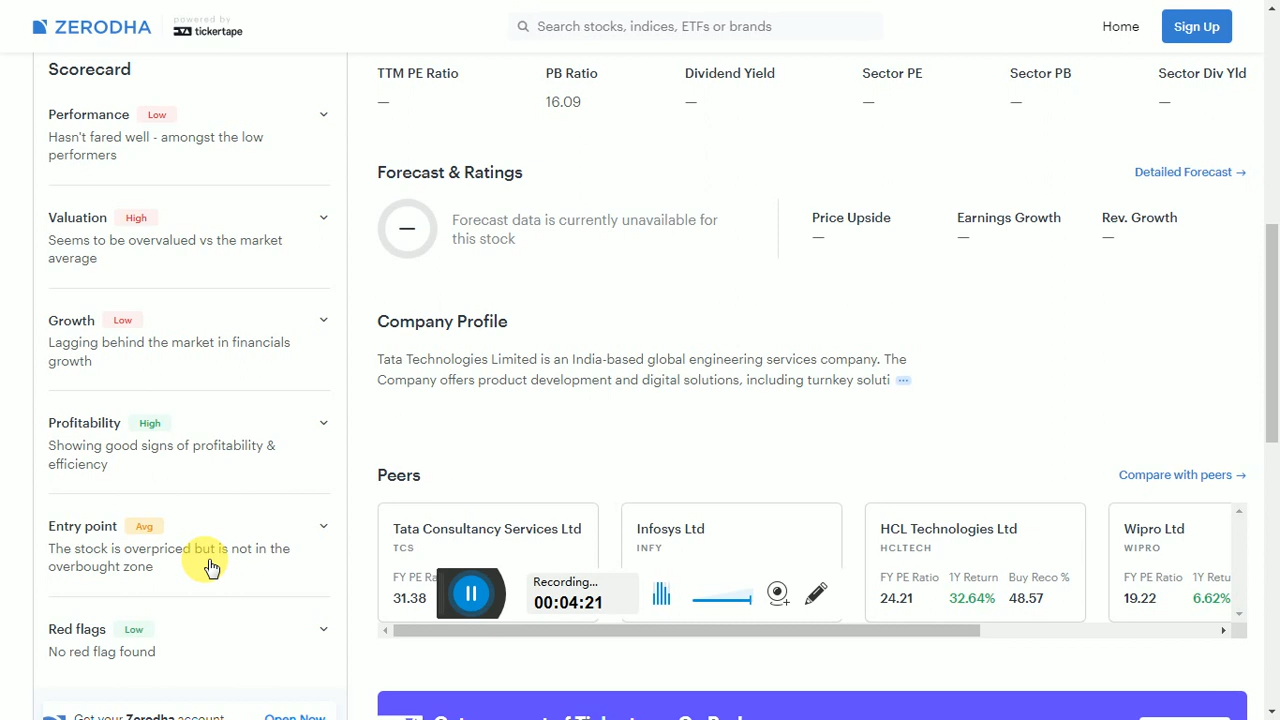 ZERODHA
powered by
tickertape
Search stocks, indices, ETFs or brands
Home
Sign Up
Scorecard
Performance Low
Hasn't fared well - amongst the low
performers
Valuation High
Seems to be overvalued vs the market
average
Growth Low
Lagging behind the market in financials
growth
Profitability High
Showing good signs of profitability &
efficiency
Entry point Avg
The stock is overpriced but is not in the
overbought zone
Red flags Low
No red flag found
Get your Zerodha account
Open Now
TTM PE Ratio PB Ratio Dividend Yield Sector PE Sector PB Sector Div Yld
— 16.09 — — — —
Forecast & Ratings
Detailed Forecast →
Forecast data is currently unavailable for
this stock
Price Upside Earnings Growth Rev. Growth
— — —
Company Profile
Tata Technologies Limited is an India-based global engineering services company. The
Company offers product development and digital solutions, including turnkey soluti ...
Peers
Compare with peers →
Tata Consultancy Services Ltd
TCS
FY PE Ra
31.38
Infosys Ltd
INFY
HCL Technologies Ltd
HCLTECH
FY PE Ratio 1Y Return Buy Reco %
24.21 32.64% 48.57
Wipro Ltd
WIPRO
FY PE Ratio 1Y Retu
19.22 6.62%
Recording...
00:04:21